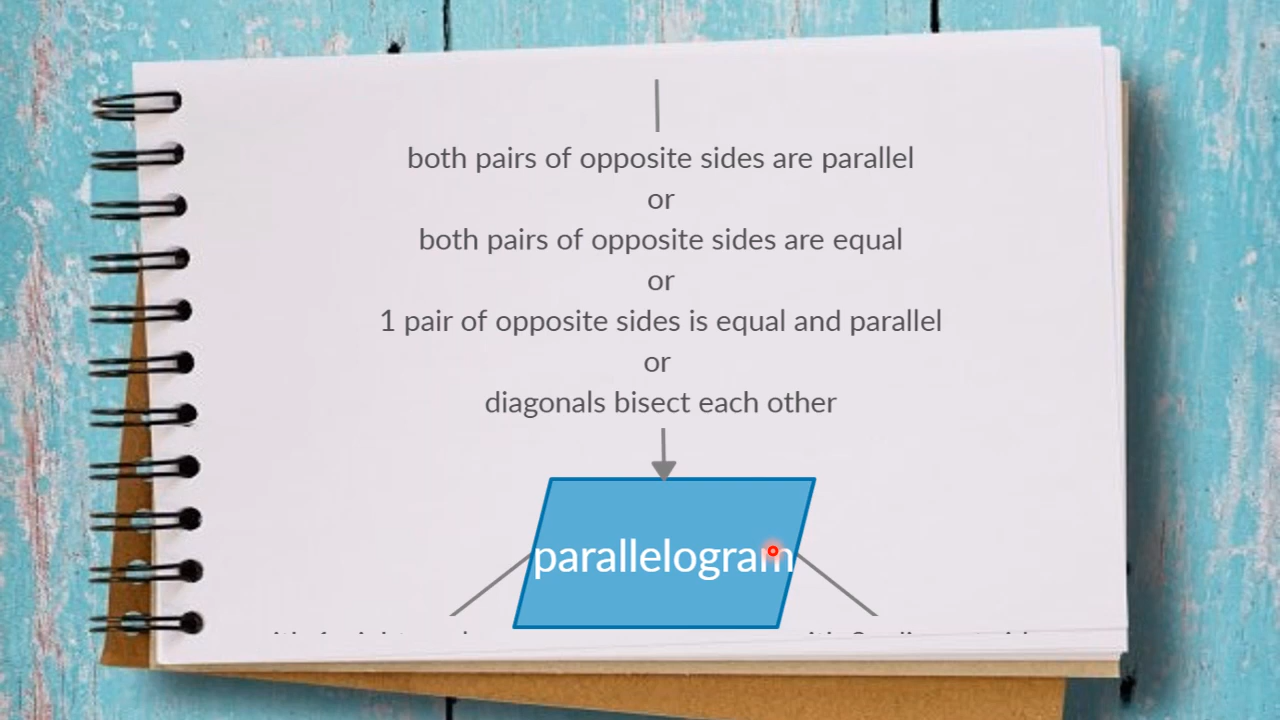 both pairs of opposite sides are parallel
or
both pairs of opposite sides are equal
or
1 pair of opposite sides is equal and parallel
or
diagonals bisect each other
parallelogram